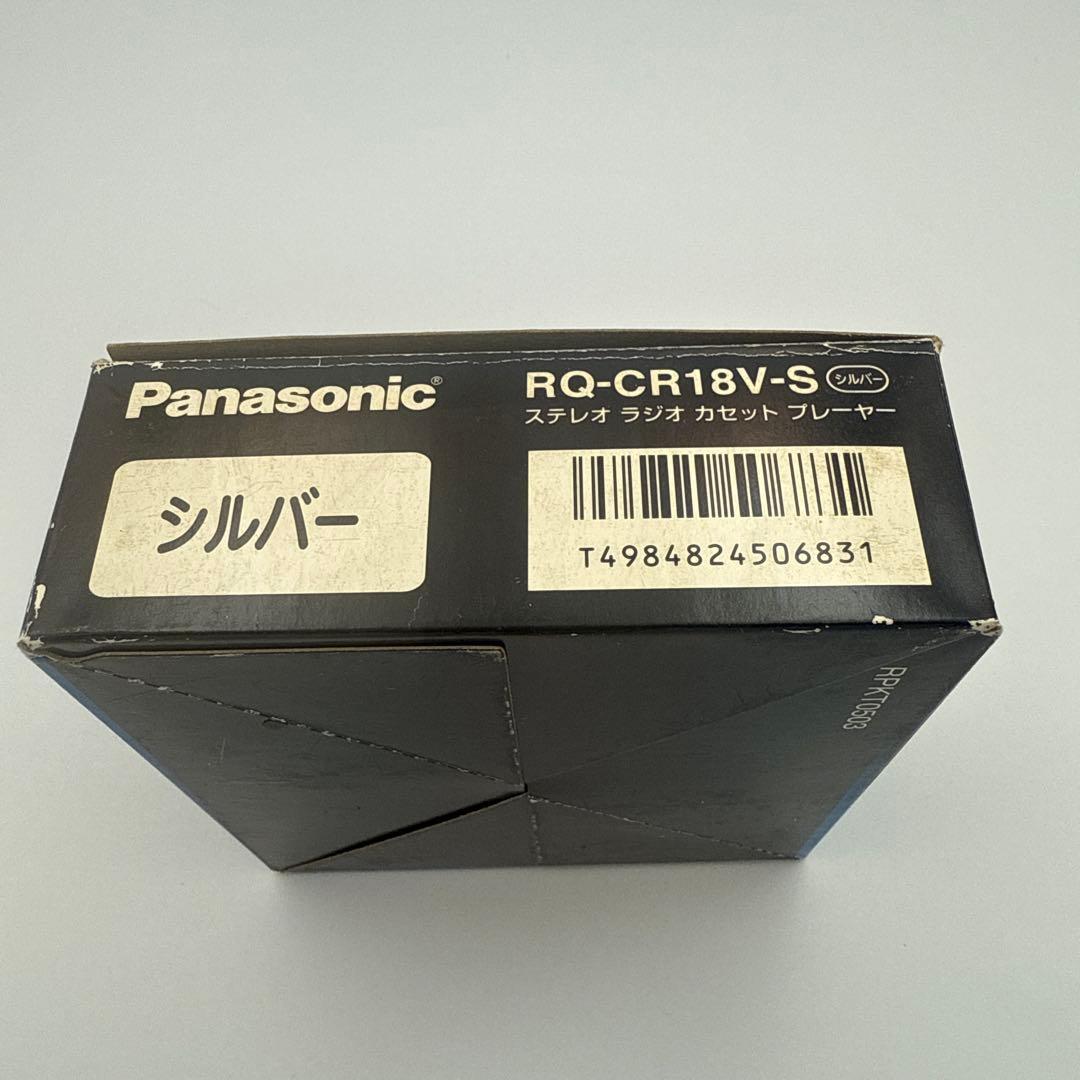 Panasonic®
RQ-CR18V-S シルバー
ステレオ ラジオ カセット プレーヤー
シルバー
T4984824506831
RPKT0503